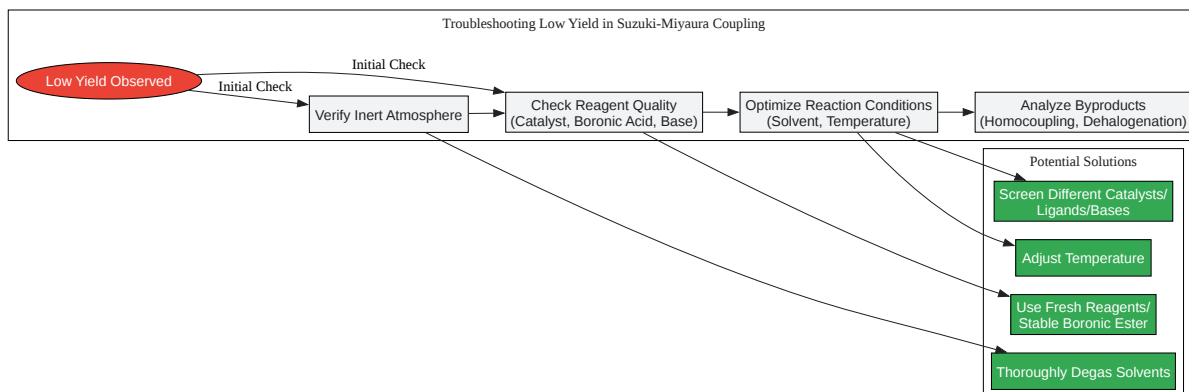 Troubleshooting Low Yield in Suzuki-Miyaura Coupling
Low Yield Observed
Initial Check
Initial Check
Verify Inert Atmosphere
Check Reagent Quality
(Catalyst, Boronic Acid, Base)
Optimize Reaction Conditions
(Solvent, Temperature)
Analyze Byproducts
(Homocoupling, Dehalogenation)
Potential Solutions
Screen Different Catalysts/
Ligands/Bases
Adjust Temperature
Use Fresh Reagents/
Stable Boronic Ester
Thoroughly Degas Solvents